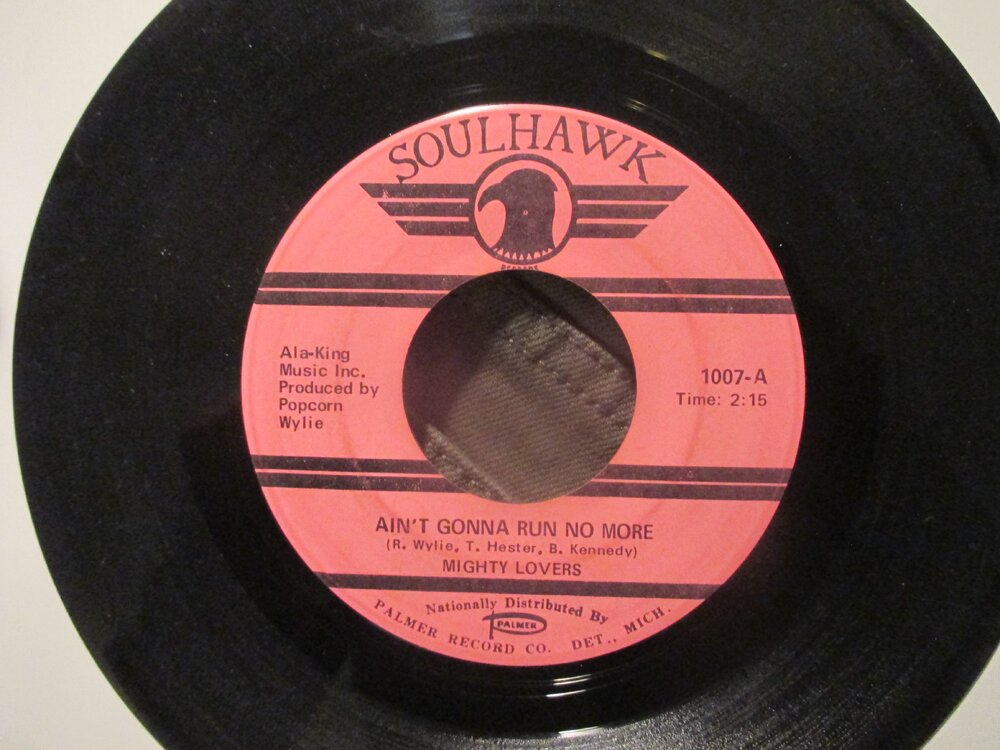 SOULHAWK
RECORDS
Ala-King
Music Inc.
Produced by
Popcorn
Wylie
1007-A
Time: 2:15
AIN'T GONNA RUN NO MORE
(R. Wylie, T. Hester, B. Kennedy)
MIGHTY LOVERS
Nationally Distributed By
PALMER
PALMER RECORD CO. DET., MICH.